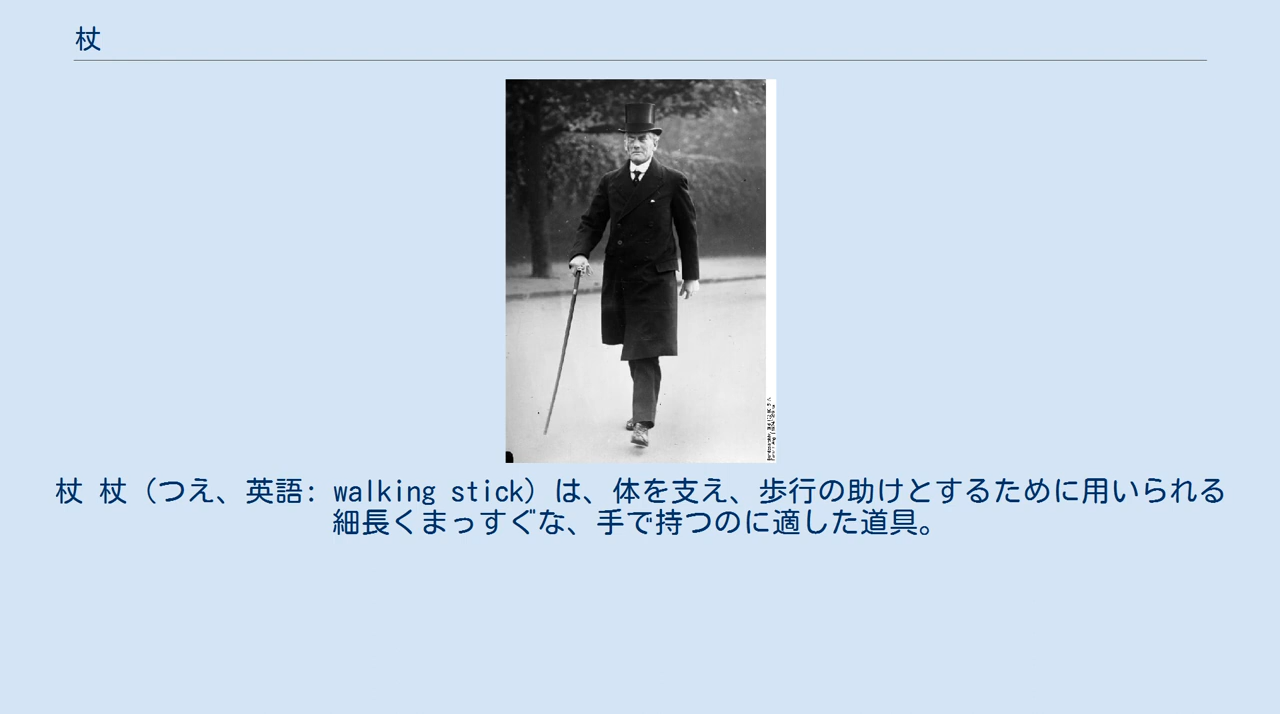 杖
杖 杖（つえ、英語: walking stick）は、体を支え、歩行の助けとするために用いられる
細長くまっすぐな、手で持つのに適した道具。